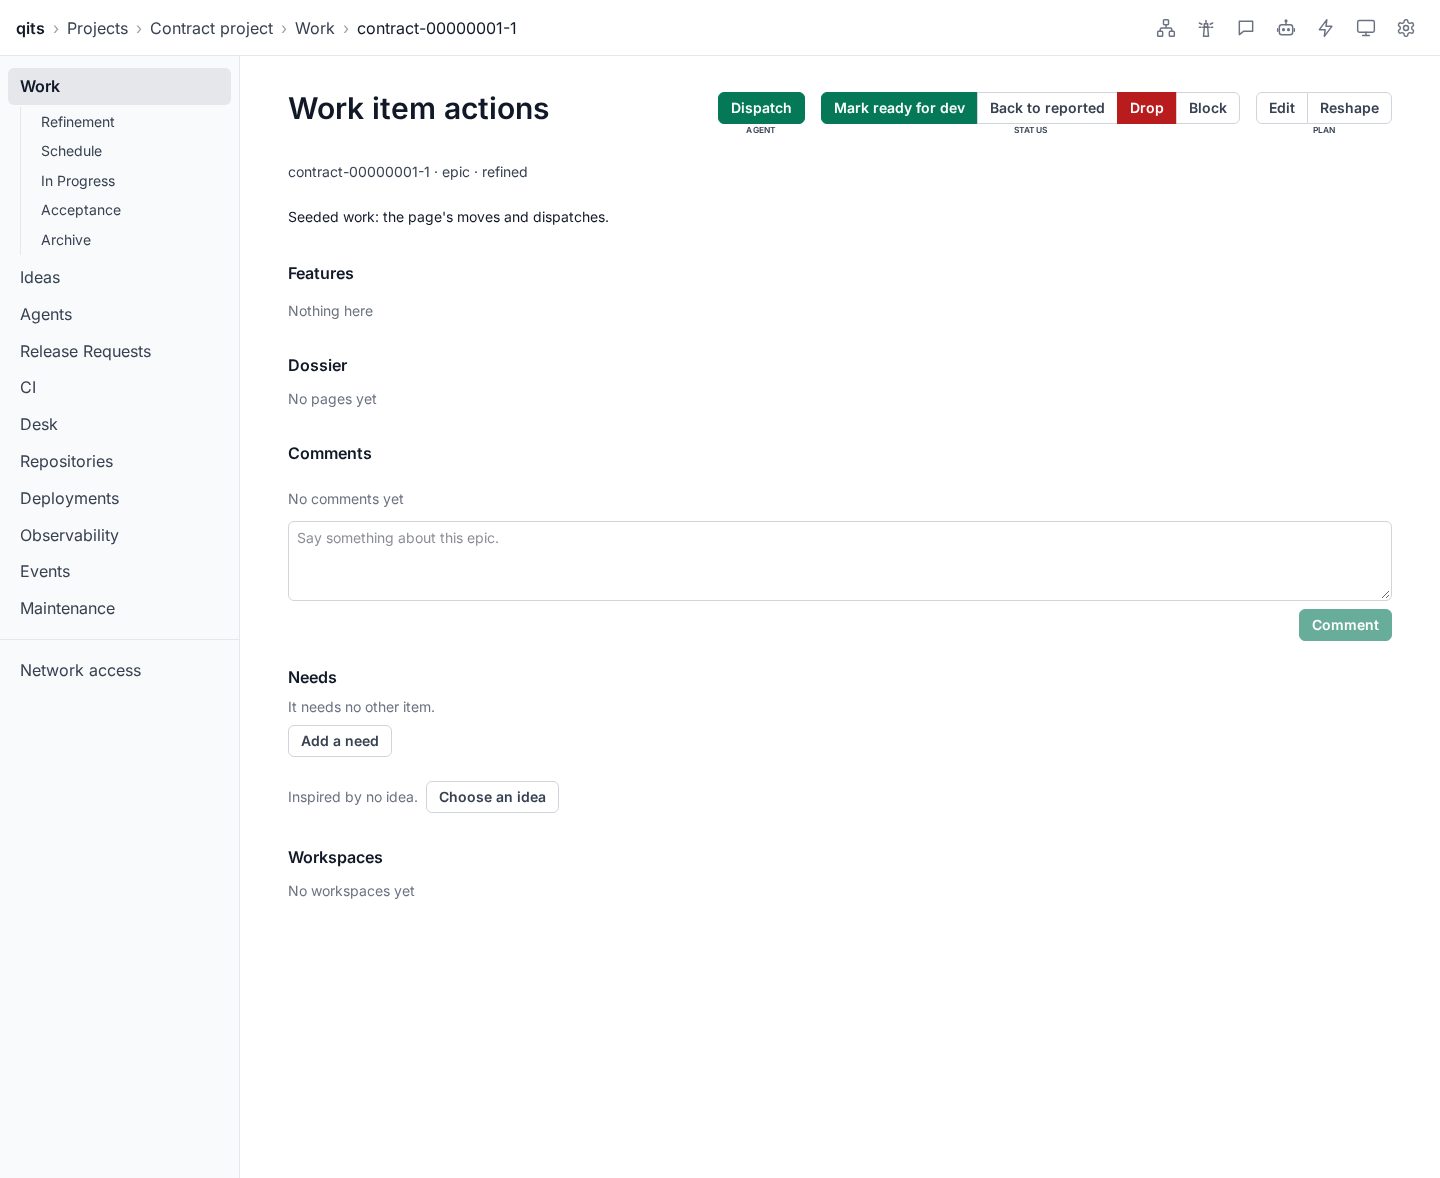 qits › Projects › Contract project › Work › contract-00000001-1
Work
Refinement
Schedule
In Progress
Acceptance
Archive
Ideas
Agents
Release Requests
CI
Desk
Repositories
Deployments
Observability
Events
Maintenance
Network access
Work item actions
Dispatch
AGENT
Mark ready for dev Back to reported Drop Block
STATUS
Edit Reshape
PLAN
contract-00000001-1 · epic · refined
Seeded work: the page's moves and dispatches.
Features
Nothing here
Dossier
No pages yet
Comments
No comments yet
Say something about this epic.
Comment
Needs
It needs no other item.
Add a need
Inspired by no idea. Choose an idea
Workspaces
No workspaces yet